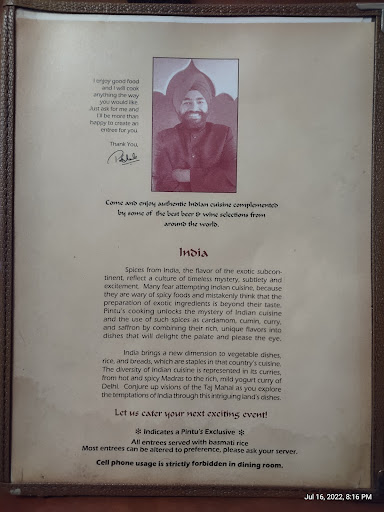 I enjoy good food
and I will cook
anything the way
you would like.
Just ask for me and
I'll be more than
happy to create an
entree for you.
Thank You,
Come and enjoy authentic Indian cuisine complemented
by some of the best beer & wine selections from
around the world.
India
Spices from India, the flavor of the exotic subcon-
tinent, reflect a culture of timeless mystery, subtlety and
excitement. Many fear attempting Indian cuisine, because
they are wary of spicy foods and mistakenly think that the
preparation of exotic ingredients is beyond their taste.
Pintu's cooking unlocks the mystery of Indian cuisine
and the use of such spices as cardamom, cumin, curry,
and saffron by combining their rich, unique flavors into
dishes that will delight the palate and please the eye.
India brings a new dimension to vegetable dishes,
rice, and breads, which are staples in that country's cuisine.
The diversity of Indian cuisine is represented in its curries,
from hot and spicy Madras to the rich, mild yogurt curry of
Delhi. Conjure up visions of the Taj Mahal as you explore
the temptations of India through this intriguing land's dishes.
Let us cater your next exciting event!
❇ Indicates a Pintu's Exclusive ❇
All entrees served with basmati rice
Most entrees can be altered to preference, please ask your server.
Cell phone usage is strictly forbidden in dining room.
Jul 16, 2022, 8:16 PM